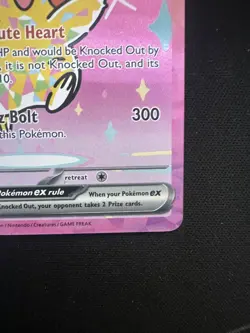 ute Heart
HP and would be Knocked Out by
, it is not Knocked Out, and its
10.
z Bolt 300
this Pokémon.
retreat
Pokémon ex rule When your Pokémon ex
Knocked Out, your opponent takes 2 Prize cards.
/ Nintendo / Creatures / GAME FREAK